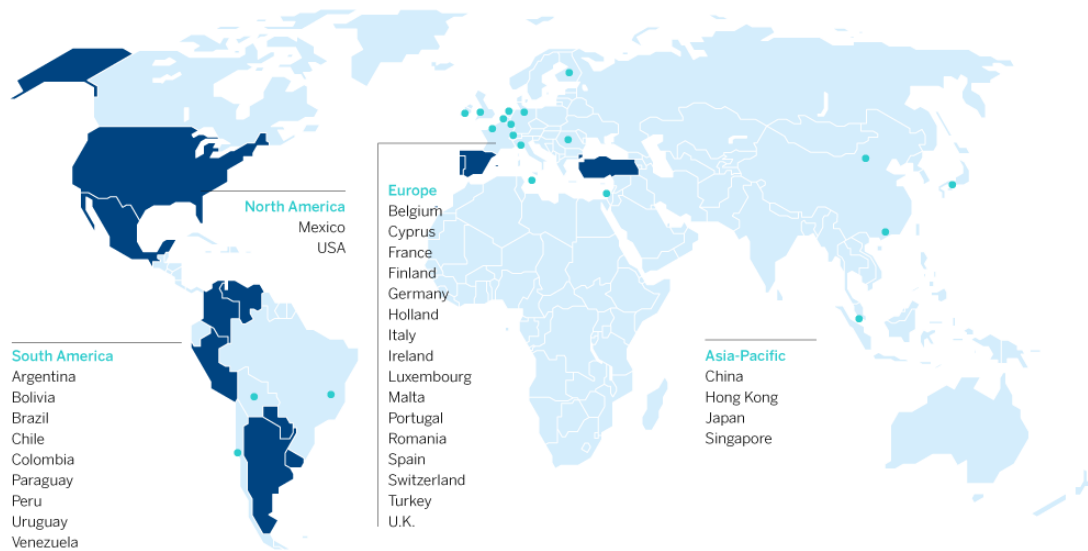 North America
Mexico
USA
South America
Argentina
Bolivia
Brazil
Chile
Colombia
Paraguay
Peru
Uruguay
Venezuela
Europe
Belgium
Cyprus
France
Finland
Germany
Holland
Italy
Ireland
Luxembourg
Malta
Portugal
Romania
Spain
Switzerland
Turkey
U.K.
Asia-Pacific
China
Hong Kong
Japan
Singapore